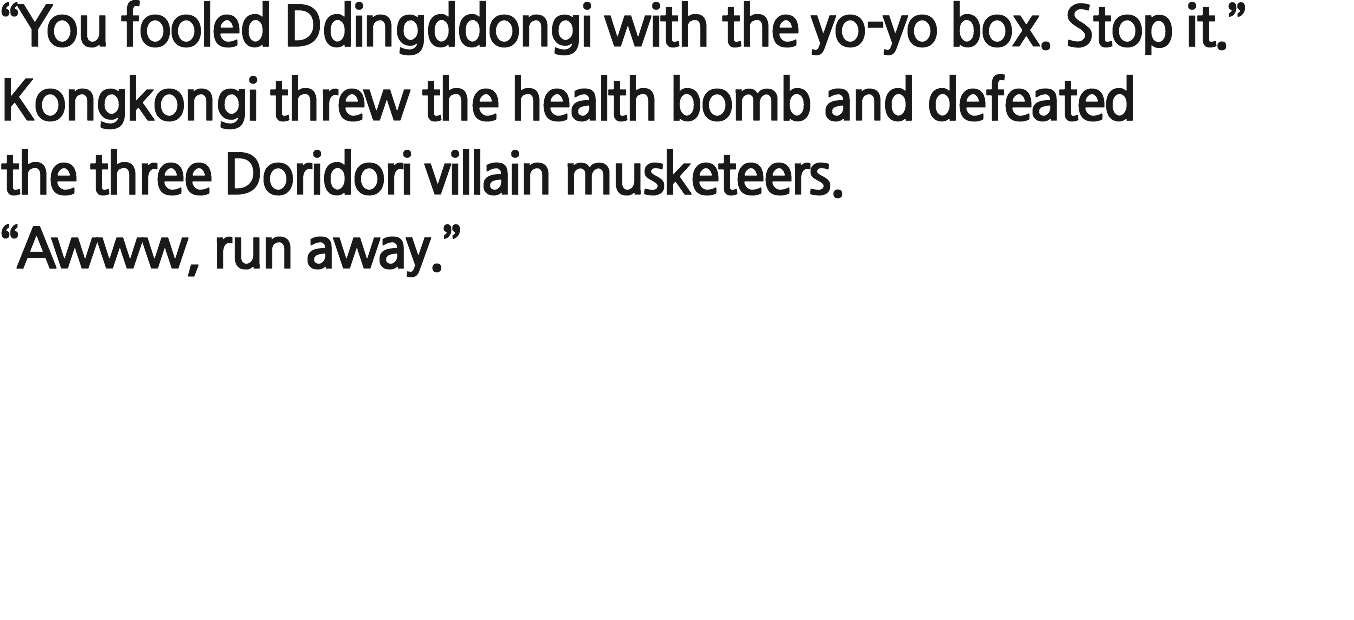 “You fooled Ddingddongi with the yo-yo box. Stop it.”
Kongkongi threw the health bomb and defeated
the three Doridori villain musketeers.
“Awww, run away.”